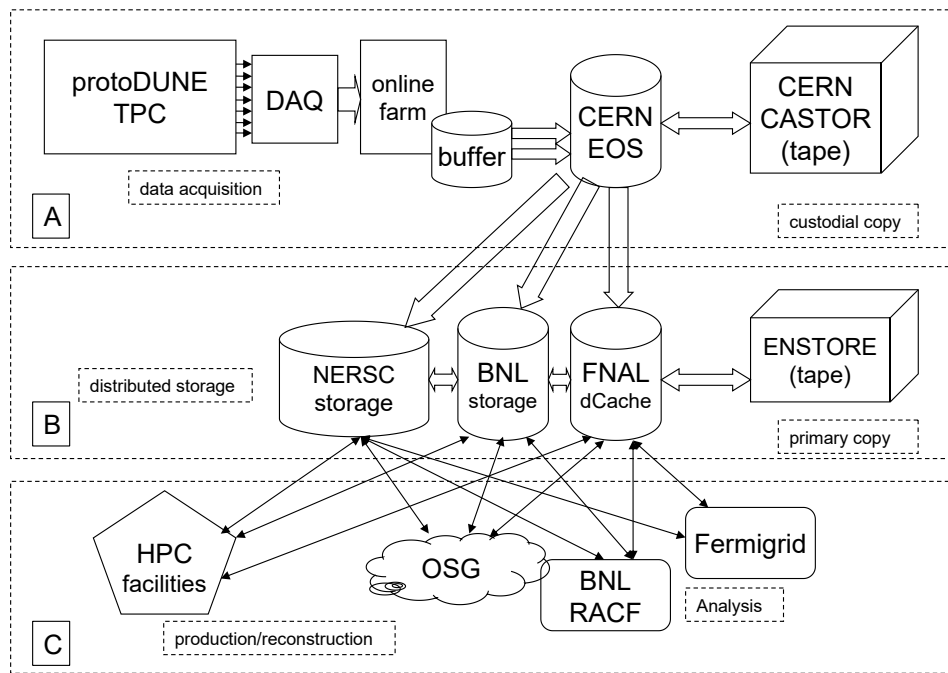 protoDUNE
TPC
DAQ
online
farm
buffer
CERN
EOS
CERN
CASTOR
(tape)
data acquisition
A
custodial copy
NERSC
storage
BNL
storage
FNAL
dCache
ENSTORE
(tape)
distributed storage
B
primary copy
HPC
facilities
OSG
BNL
RACF
Fermigrid
Analysis
production/reconstruction
C